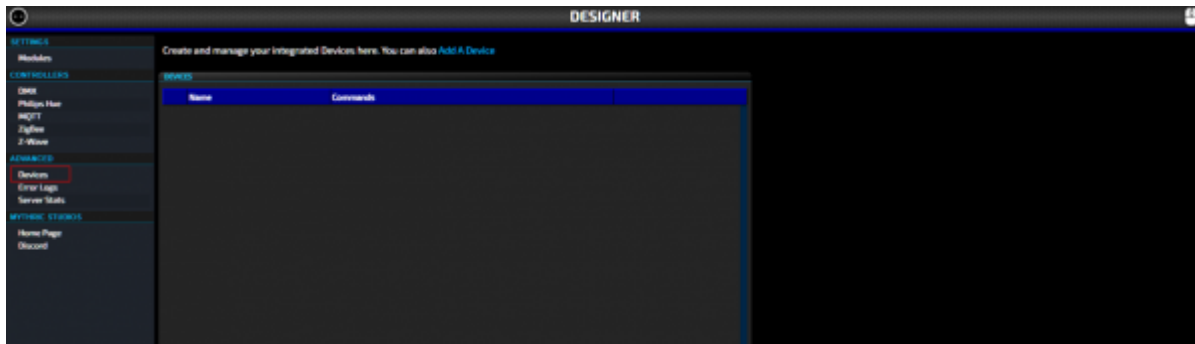 DESIGNER
SETTINGS
Modules
CONTROLLERS
DMX
Philips Hue
MQTT
ZigBee
Z-Wave
ADVANCED
Devices
Error Logs
Server Stats
MYTHRIC STUDIOS
Home Page
Discord
Create and manage your integrated Devices here. You can also Add A Device
DEVICES
Name Commands